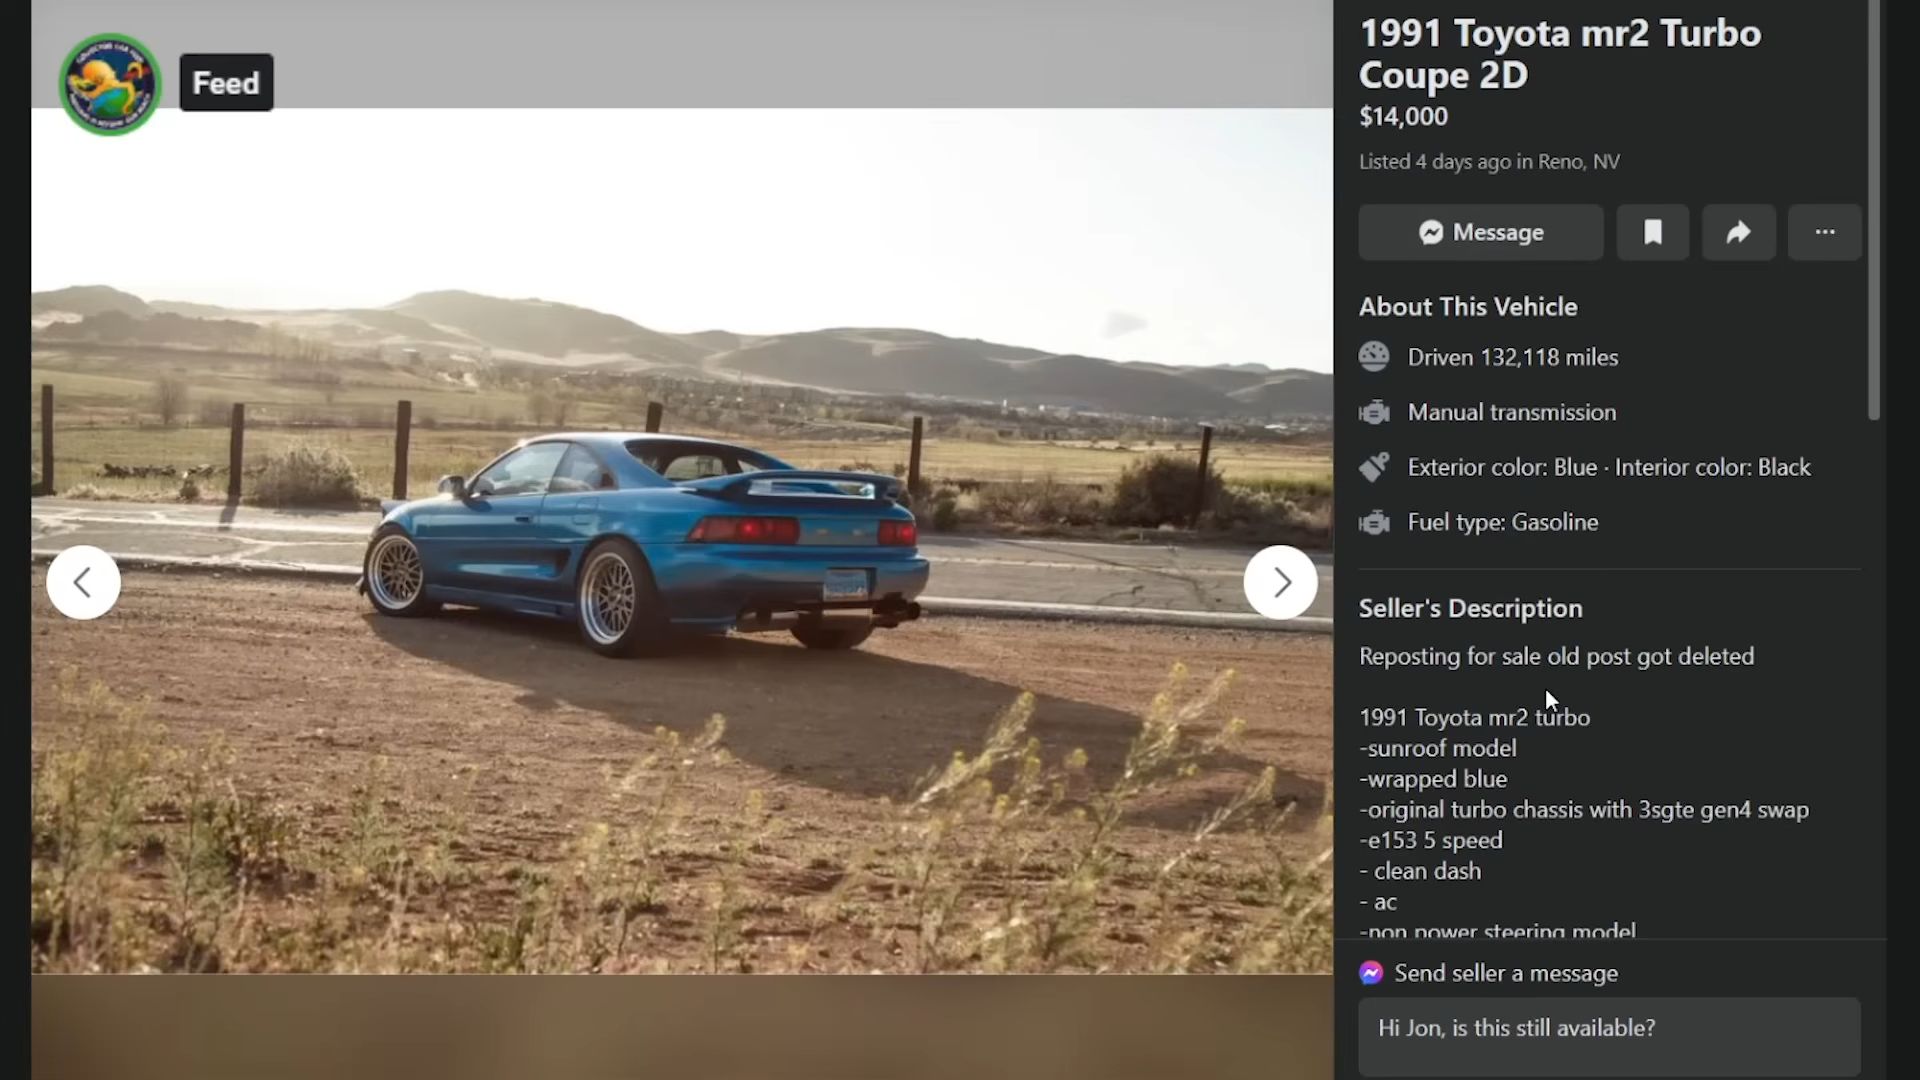 Feed
1991 Toyota mr2 Turbo
Coupe 2D
$14,000
Listed 4 days ago in Reno, NV
Message
About This Vehicle
Driven 132,118 miles
Manual transmission
Exterior color: Blue · Interior color: Black
Fuel type: Gasoline
Seller's Description
Reposting for sale old post got deleted
1991 Toyota mr2 turbo
-sunroof model
-wrapped blue
-original turbo chassis with 3sgte gen4 swap
-e153 5 speed
- clean dash
- ac
-non power steering model
Send seller a message
Hi Jon, is this still available?